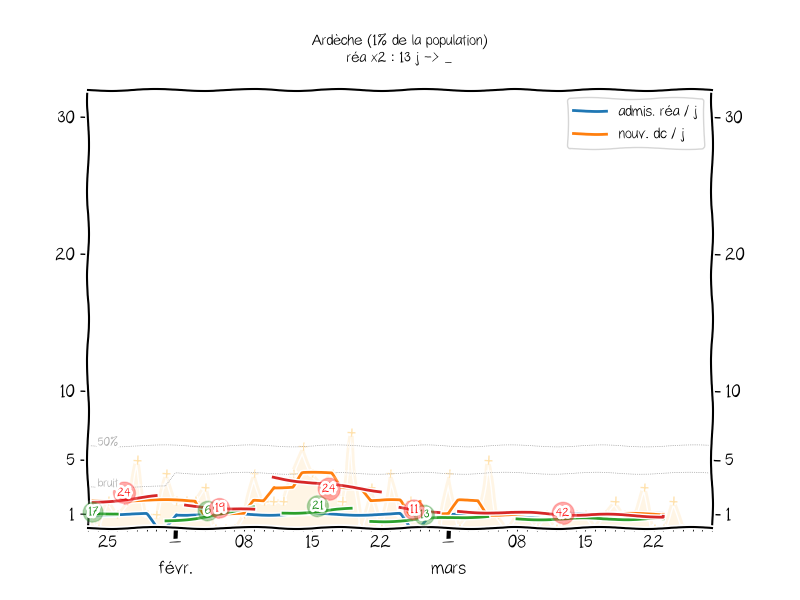 Ardèche (1% de la population)
réa x2 : 13 j -> _
30 30
admis. réa / j
nouv. dc / j
20 20
10 10
50%
5 5
bruit
24 24
17 6 19 21 11 3 42
1 1
25 08 15 22 08 15 22
févr. mars